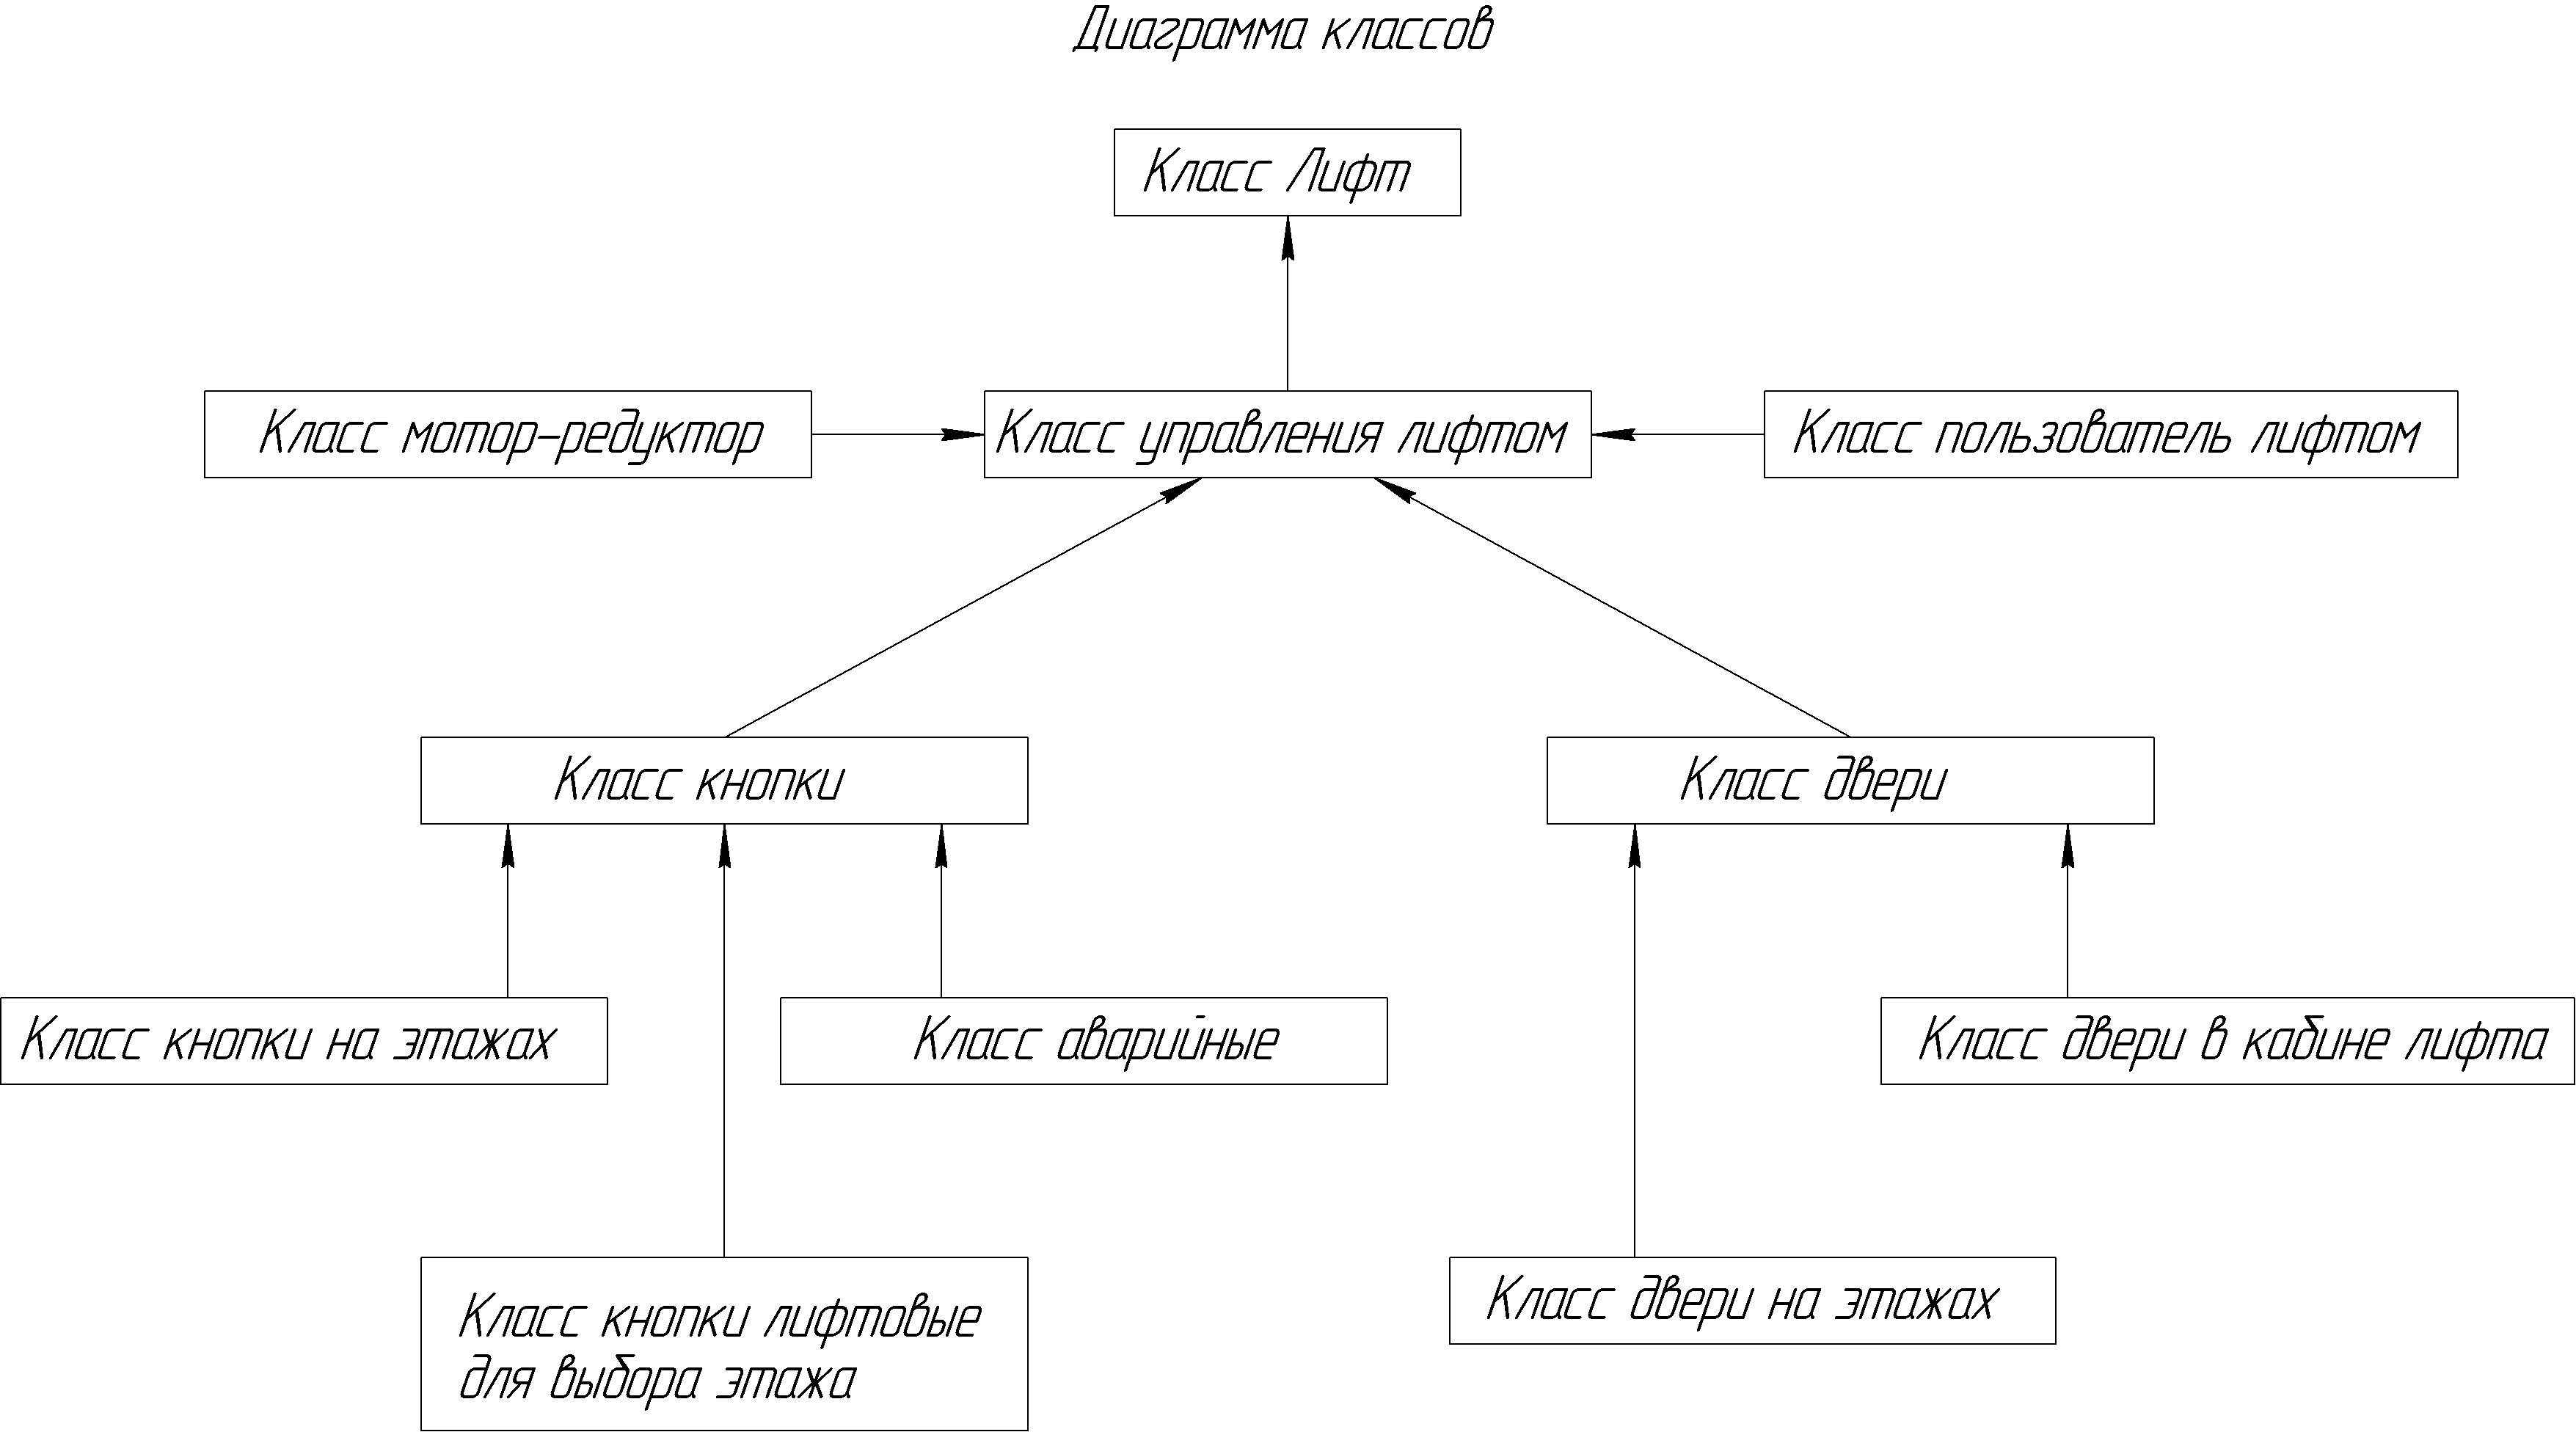 Диаграмма классов
Класс Лифт
Класс мотор-редуктор
Класс управления лифтом
Класс пользователь лифтом
Класс кнопки
Класс двери
Класс кнопки на этажах
Класс аварийные
Класс двери в кабине лифта
Класс кнопки лифтовые
для выбора этажа
Класс двери на этажах